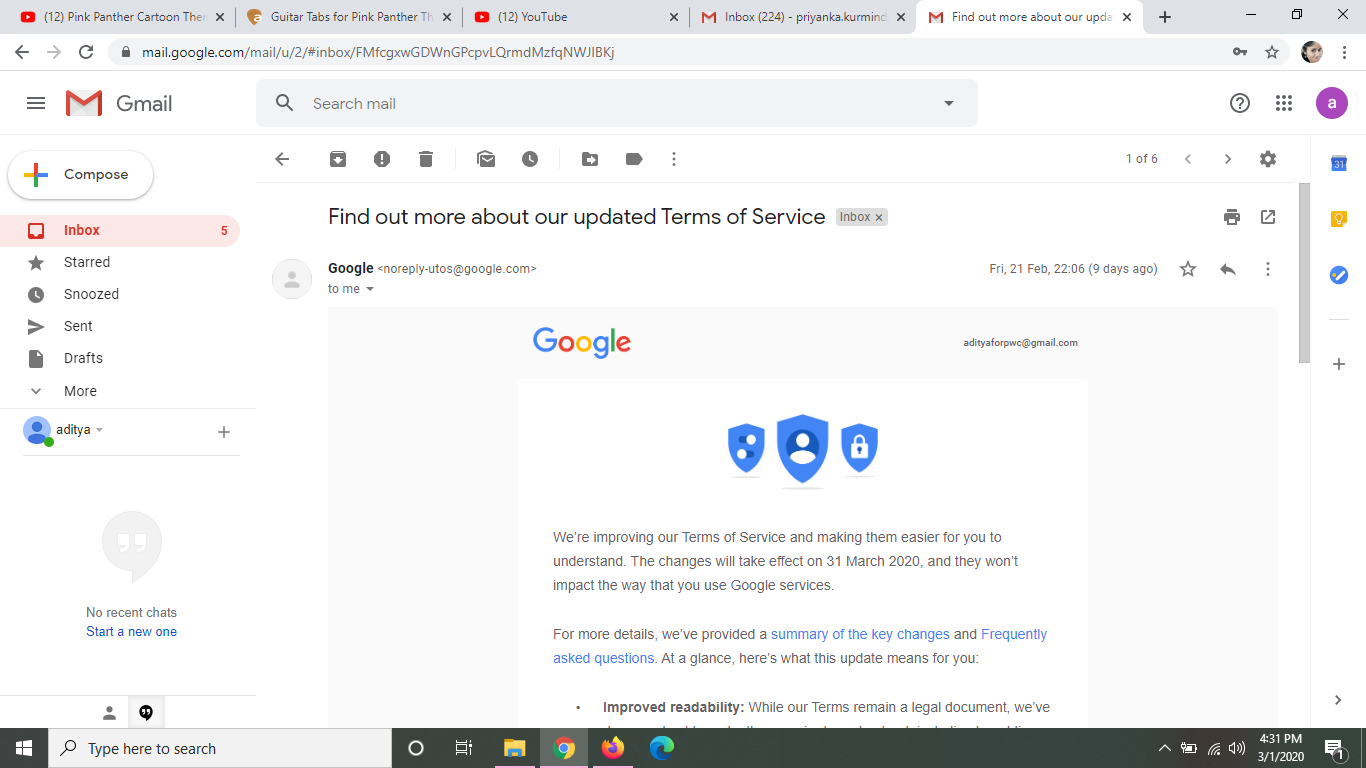 (12) Pink Panther Cartoon Ther
Guitar Tabs for Pink Panther Th
(12) YouTube
Inbox (224) - priyanka.kurmind
Find out more about our upda
mail.google.com/mail/u/2/#inbox/FMfcgxwGDWnGPcpvLQrmdMzfqNWJlBKj
Gmail
Search mail
a
Compose
1 of 6
31
Find out more about our updated Terms of Service Inbox ×
Inbox 5
Starred
Snoozed
Sent
Drafts
More
aditya
No recent chats
Start a new one
Google <noreply-utos@google.com>
Fri, 21 Feb, 22:06 (9 days ago)
to me
Google
adityaforpwc@gmail.com
We're improving our Terms of Service and making them easier for you to
understand. The changes will take effect on 31 March 2020, and they won't
impact the way that you use Google services.
For more details, we've provided a summary of the key changes and Frequently
asked questions. At a glance, here's what this update means for you:
• Improved readability: While our Terms remain a legal document, we've
Type here to search
4:31 PM
3/1/2020
1